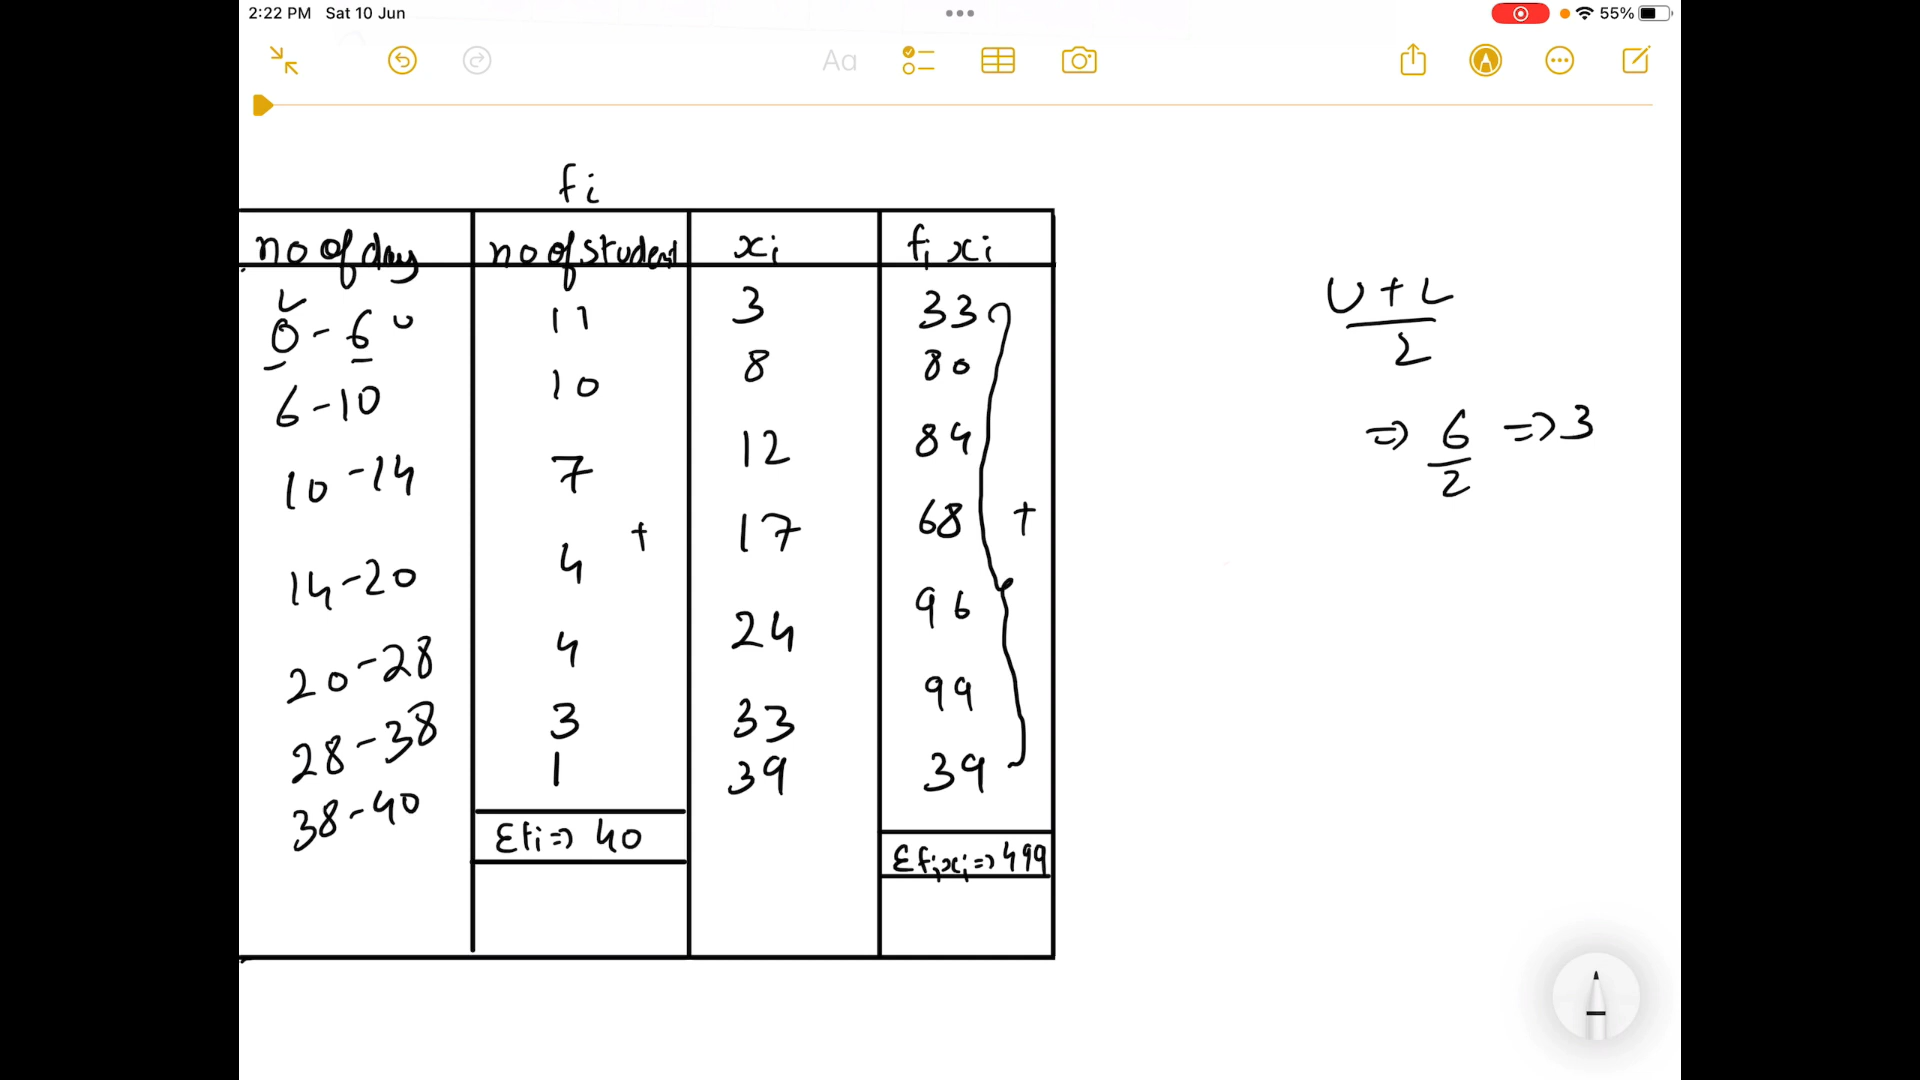 2:22 PM Sat 10 Jun
55%
Aa
fi
no of day no of student xi fi xi
L
0 - 6 U 11 3 33
6 - 10 10 8 80
10 - 14 7 12 84
14 - 20 4 17 68
20 - 28 4 24 96
28 - 38 3 33 99
38 - 40 1 39 39
+
+
Σfi => 40
Σfixi => 499
U + L
2
=> 6 => 3
2